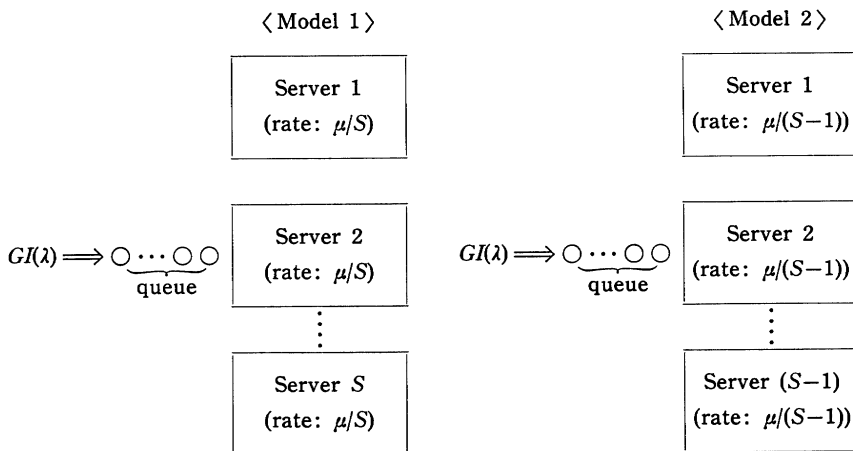 〈Model 1〉
Server 1
(rate: μ/S)
GI(λ)
queue
Server 2
(rate: μ/S)
Server S
(rate: μ/S)
〈Model 2〉
Server 1
(rate: μ/(S−1))
GI(λ)
queue
Server 2
(rate: μ/(S−1))
Server (S−1)
(rate: μ/(S−1))